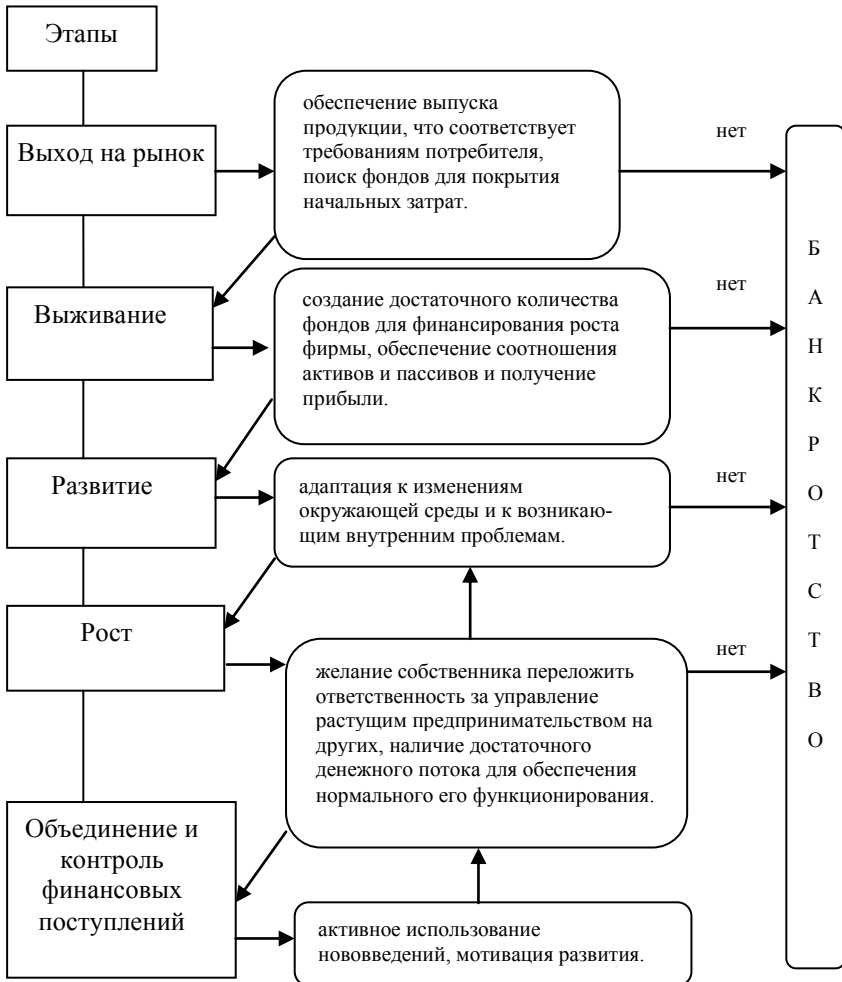 Этапы
Выход на рынок
обеспечение выпуска
продукции, что соответствует
требованиям потребителя,
поиск фондов для покрытия
начальных затрат.
нет
Выживание
создание достаточного количества
фондов для финансирования роста
фирмы, обеспечение соотношения
активов и пассивов и получение
прибыли.
нет
Развитие
адаптация к изменениям
окружающей среды и к возникаю-
щим внутренним проблемам.
нет
Рост
желание собственника переложить
ответственность за управление
растущим предпринимательством на
других, наличие достаточного
денежного потока для обеспечения
нормального его функционирования.
нет
Объединение и
контроль
финансовых
поступлений
активное использование
нововведений, мотивация развития.
Б
А
Н
К
Р
О
Т
С
Т
В
О